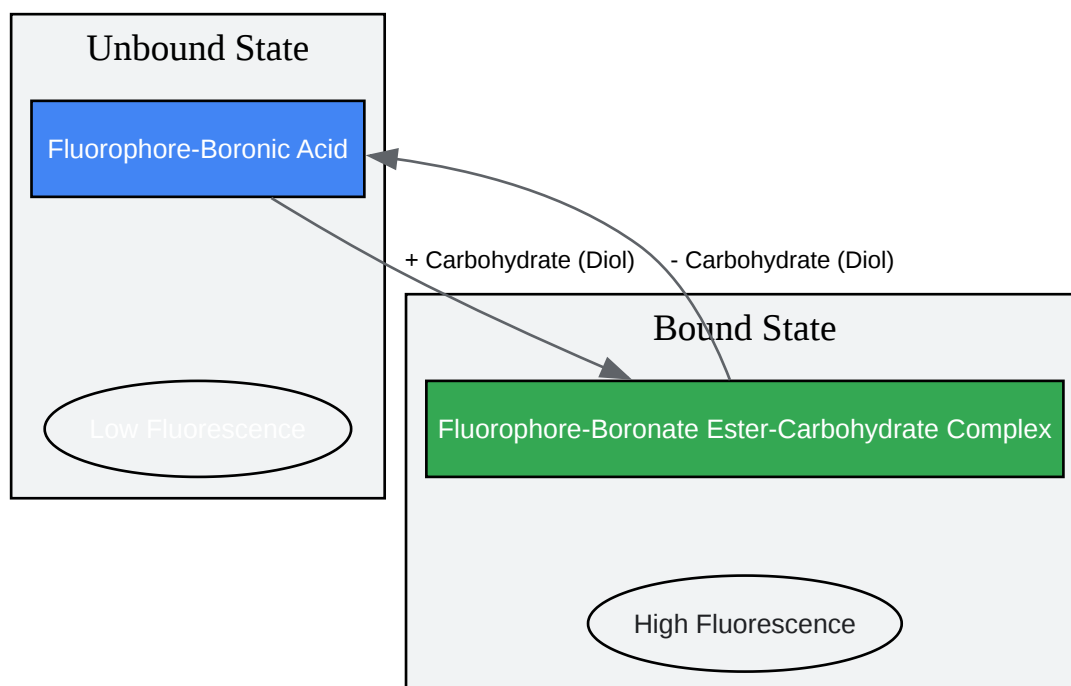 Unbound State
Fluorophore-Boronic Acid
+ Carbohydrate (Diol)
- Carbohydrate (Diol)
Bound State
Low Fluorescence
Fluorophore-Boronate Ester-Carbohydrate Complex
High Fluorescence